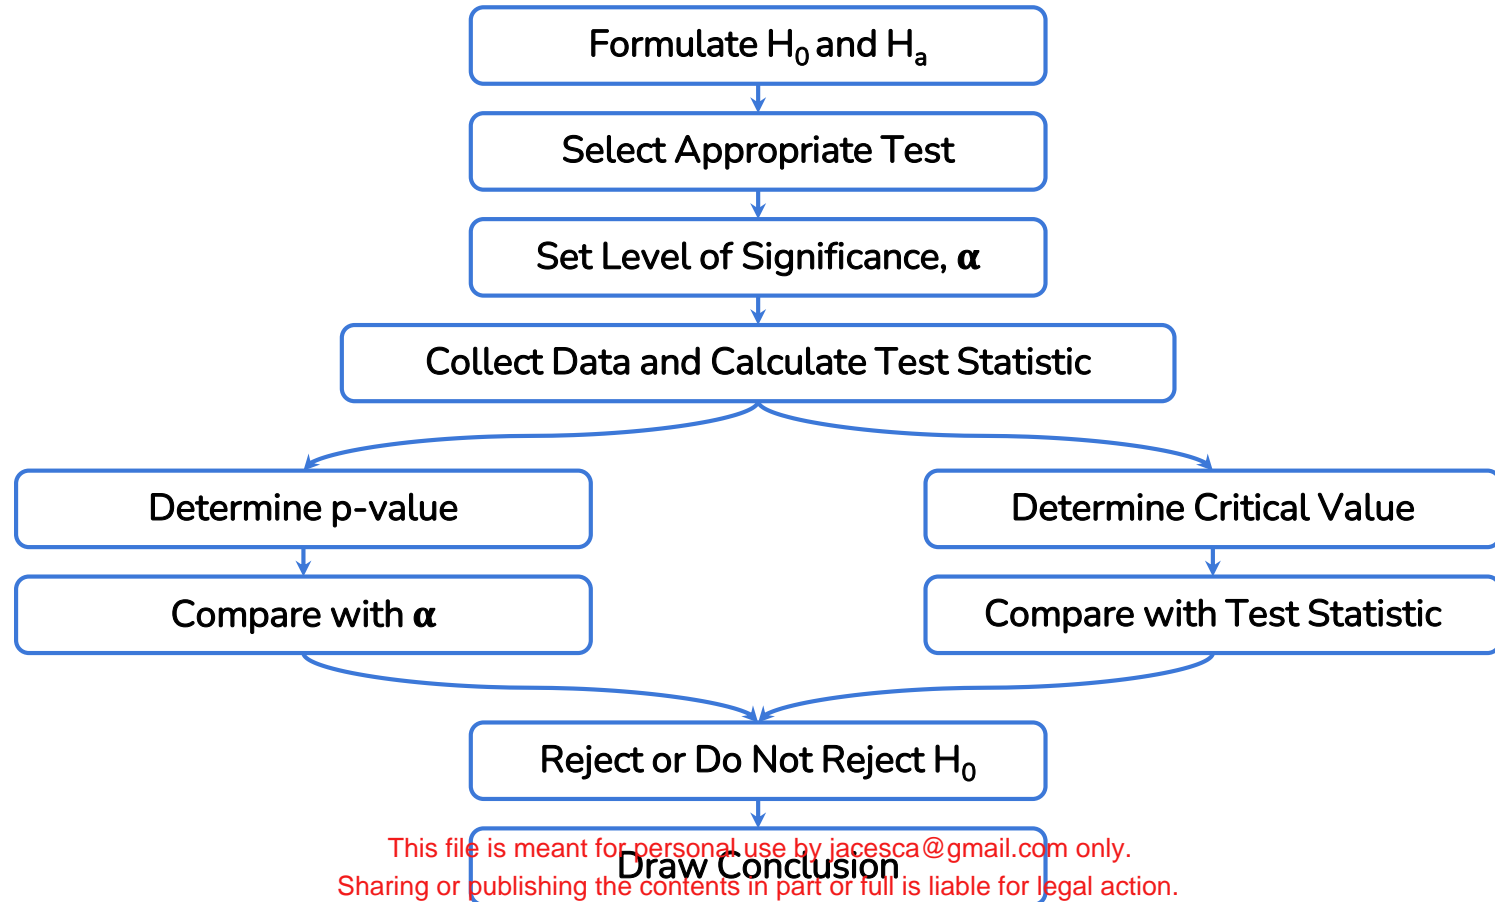 Formulate H₀ and Hₐ
Select Appropriate Test
Set Level of Significance, α
Collect Data and Calculate Test Statistic
Determine p-value
Determine Critical Value
Compare with α
Compare with Test Statistic
Reject or Do Not Reject H₀
This file is meant for personal use by jacesca@gmail.com only.
Draw Conclusion
Sharing or publishing the contents in part or full is liable for legal action.